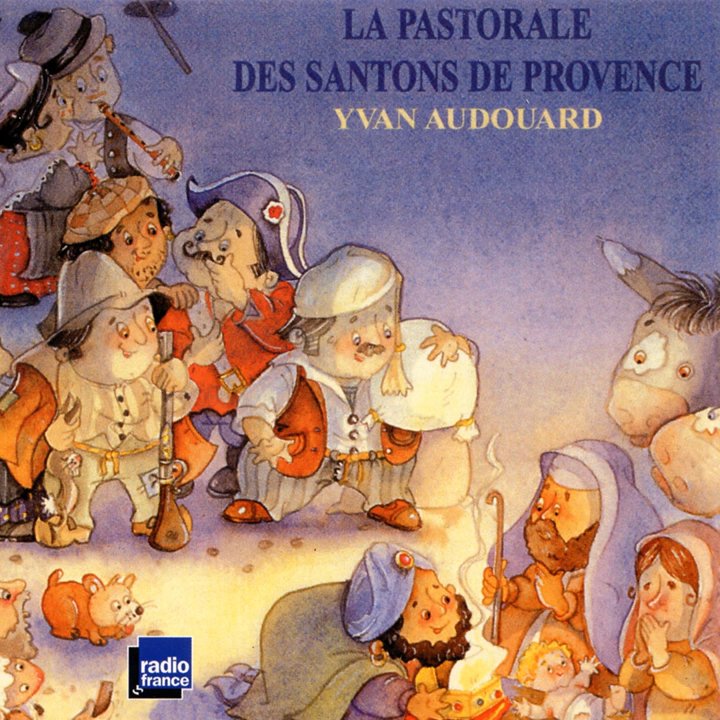 LA PASTORALE
DES SANTONS DE PROVENCE
YVAN AUDOUARD
radio
france